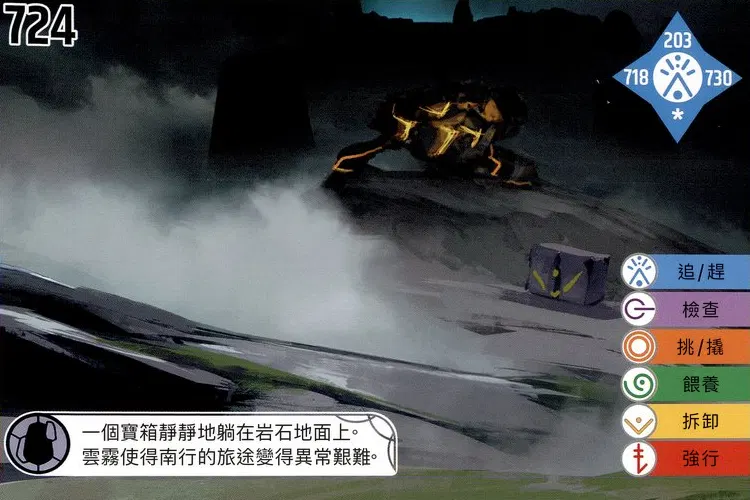 724
203
718 730
*
追/趕
檢查
挑/撬
餵養
拆卸
強行
一個寶箱靜靜地躺在岩石地面上。
雲霧使得南行的旅途變得異常艱難。